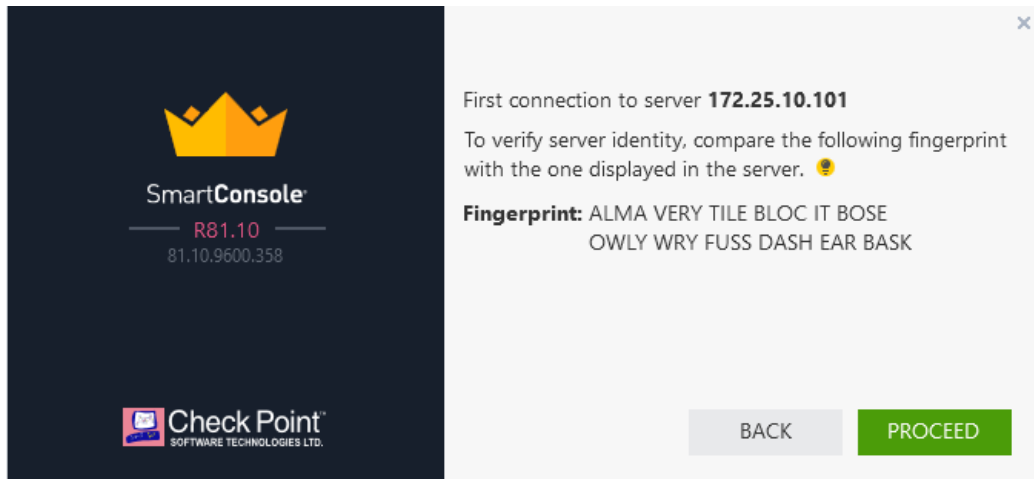 SmartConsole
R81.10
81.10.9600.358
Check Point™
SOFTWARE TECHNOLOGIES LTD.
First connection to server 172.25.10.101
To verify server identity, compare the following fingerprint
with the one displayed in the server.
Fingerprint: ALMA VERY TILE BLOC IT BOSE
OWLY WRY FUSS DASH EAR BASK
BACK PROCEED